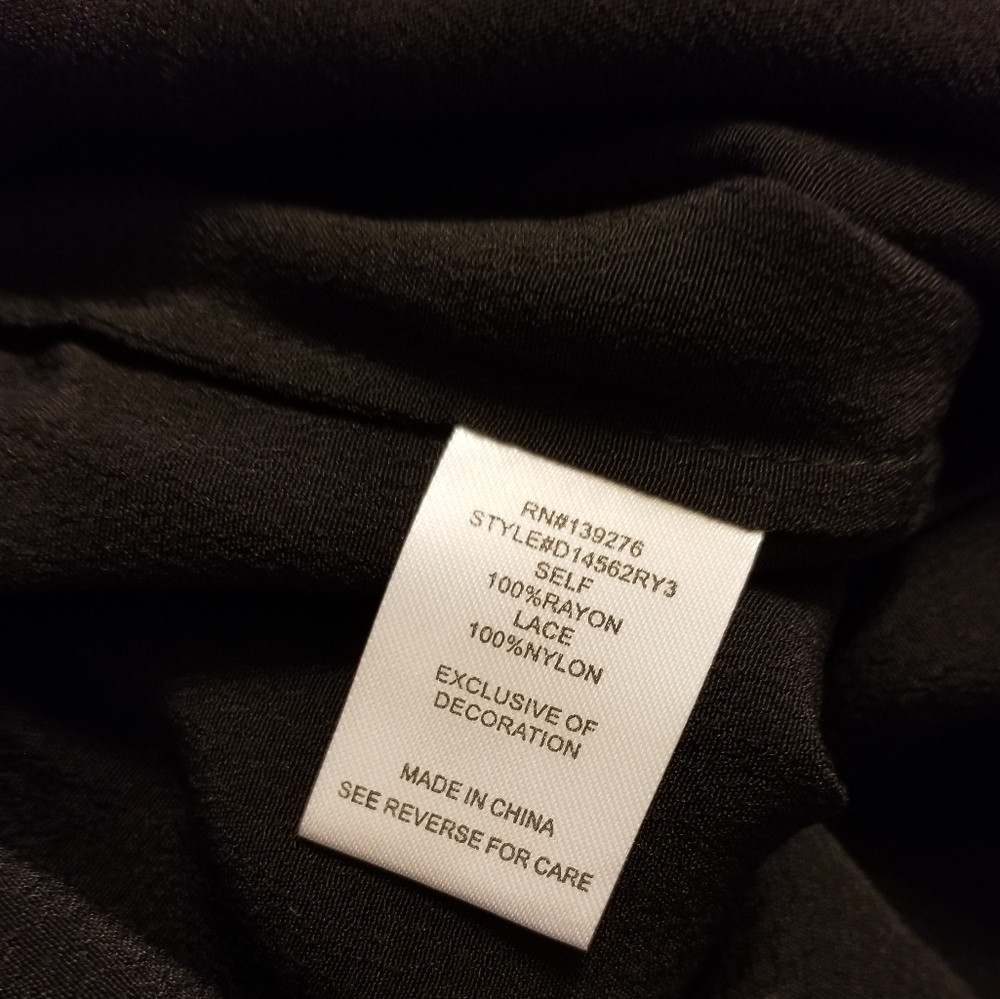 RN#139276
STYLE#D14562RY3
SELF
100%RAYON
LACE
100%NYLON
EXCLUSIVE OF
DECORATION
MADE IN CHINA
SEE REVERSE FOR CARE